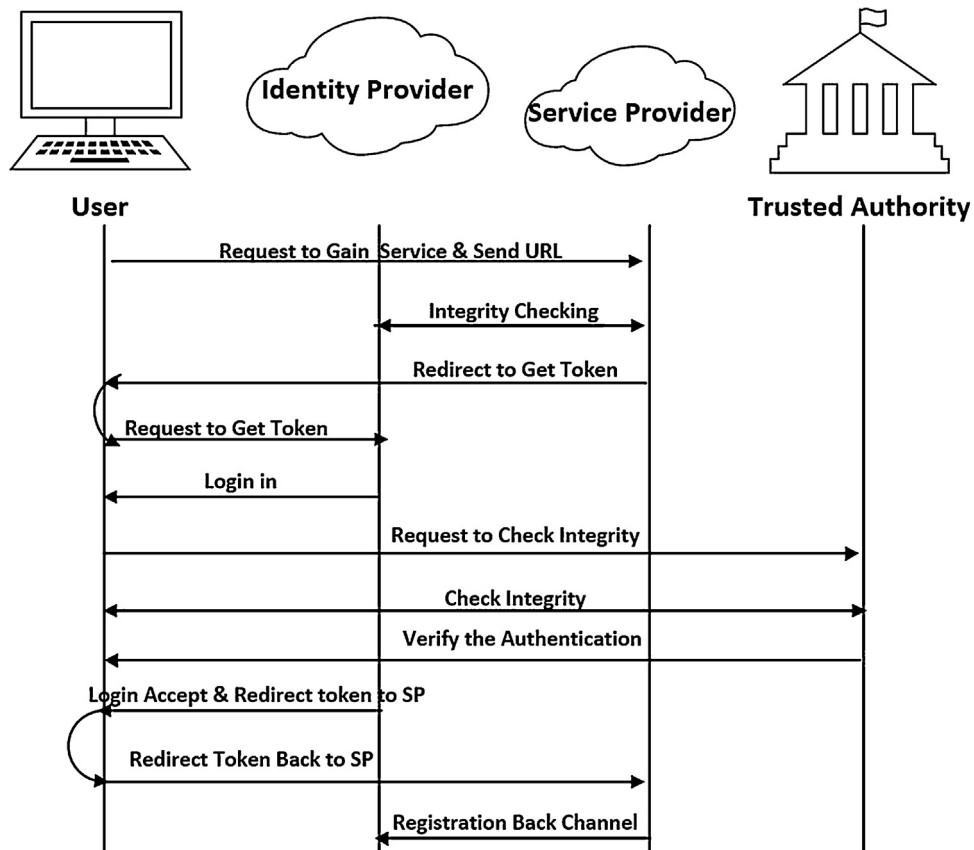 Identity Provider
Service Provider
User
Trusted Authority
Request to Gain Service & Send URL
Integrity Checking
Redirect to Get Token
Request to Get Token
Login in
Request to Check Integrity
Check Integrity
Verify the Authentication
Login Accept & Redirect token to SP
Redirect Token Back to SP
Registration Back Channel